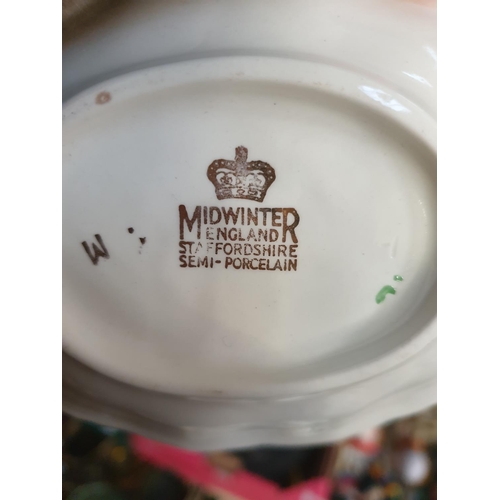 MIDWINTER
ENGLAND
STAFFORDSHIRE
SEMI-PORCELAIN
M